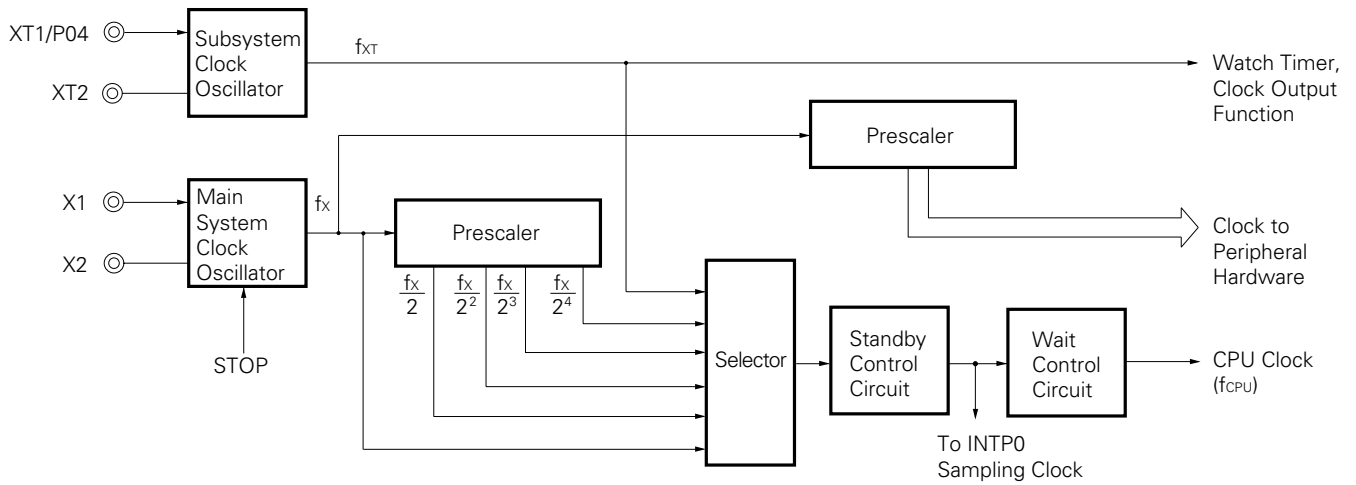 XT1/P04
XT2
Subsystem
Clock
Oscillator
fXT
Watch Timer,
Clock Output
Function
Prescaler
X1
X2
Main
System
Clock
Oscillator
fX
Prescaler
Clock to
Peripheral
Hardware
fX/2
fX/2²
fX/2³
fX/2⁴
STOP
Selector
Standby
Control
Circuit
Wait
Control
Circuit
CPU Clock
(fCPU)
To INTP0
Sampling Clock